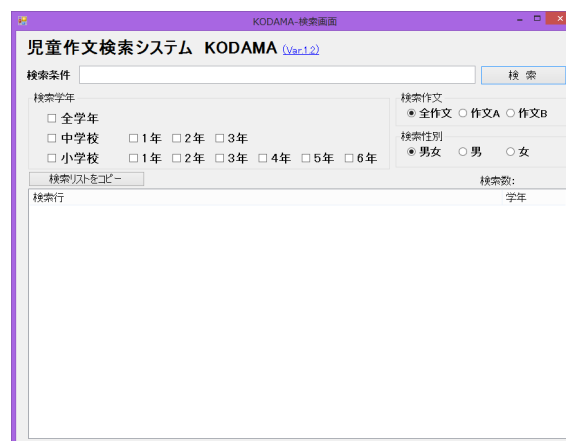 KODAMA-検索画面
児童作文検索システム KODAMA (Ver.1.2)
検索条件 検 索
検索学年
全学年
中学校 1年 2年 3年
小学校 1年 2年 3年 4年 5年 6年
検索作文
全作文 作文A 作文B
検索性別
男女 男 女
検索リストをコピー
検索数:
検索行 学年